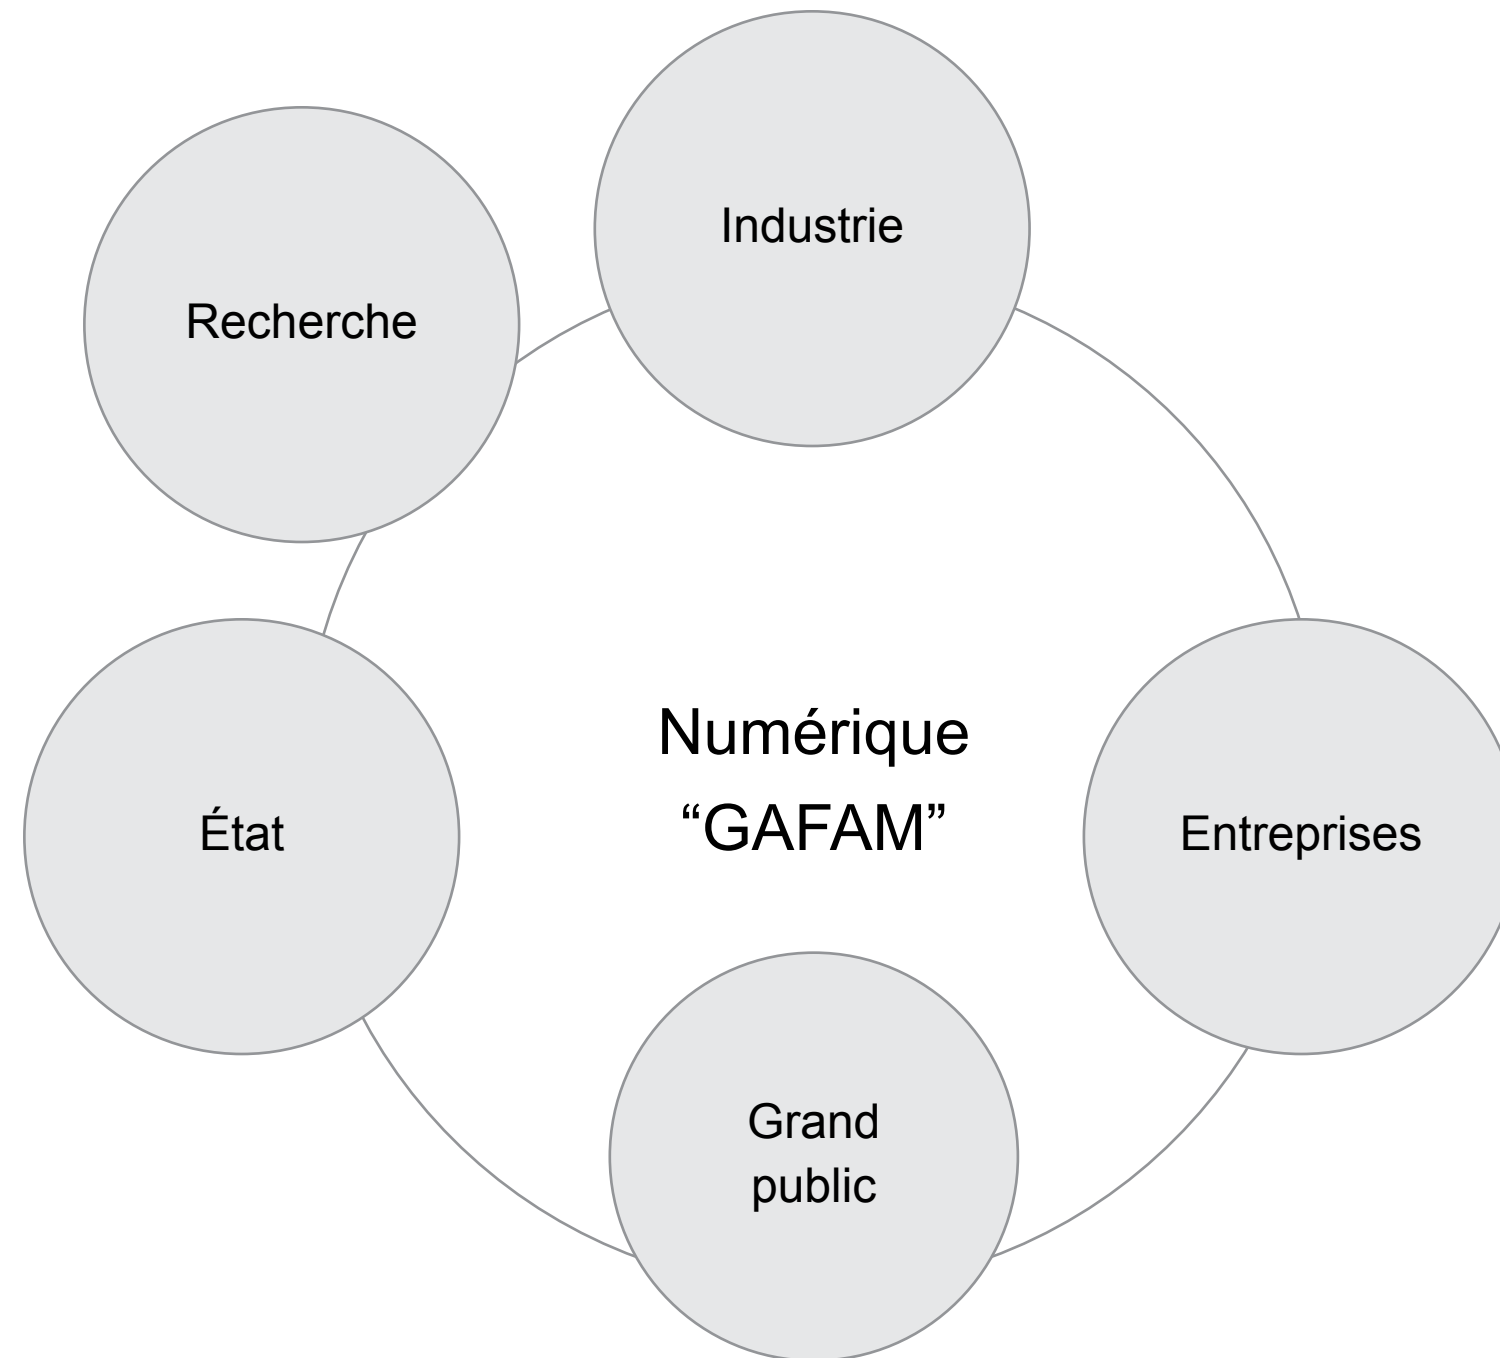 Industrie
Recherche
Numérique
“GAFAM”
État
Entreprises
Grand
public